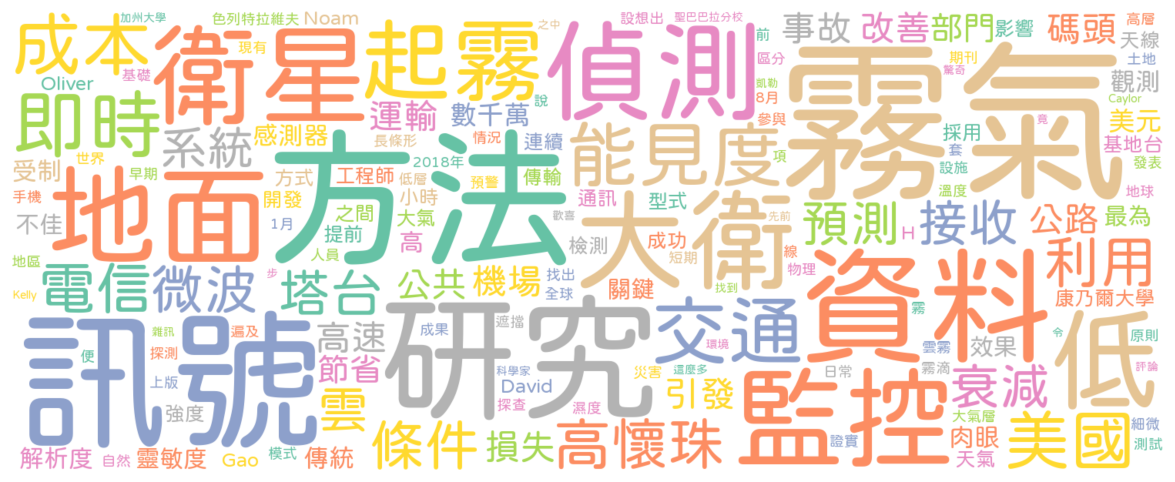 加州大學 色列特拉維夫 Noam 之中 設想出 聖巴巴拉分校 前 事故 改善 部門 影響 碼頭 高層 天線
成本 衛星 起霧 偵測 霧氣
現有 基礎 Oliver 區分 期刊 驚奇 土地 觀測
即時 運輸 數千萬 說 凱勒 8月 Caylor 美元
系統 感測器 長條形 情況 連續 能見度 參與 採用 竟 基地台
受制 世界 早期 方法 2018年 傳輸 項 套 設施 發表
手機 地面 方式 工程師 低層 預警 小時 通訊 型式 溫度 地球
不佳 開發 1月 之間 提前 大氣 歡喜 大衛 先前 預測 H 接收 公路 最為
地區 人員 高 檢測 成功 短期 線 利用
電信 微波 步 塔台 公共 機場 找出 全球 關鍵 物理 找到 資料 康乃爾大學
Kelly 訊號 研究 遮擋 交通 霧 令 低 原則
雜訊 遍及 高速 成果 環境 雲霧 效果 評論
便 探測 節省 科學家 災害 這麼多 日常 霧滴
上版 雲 David 探查 濕度 引發 監控 衰減
強度 條件 損失 高懷珠 證實 大氣層 肉眼 美國 細微 測試
解析度 自然 靈敏度 Gao 模式 傳統 天氣